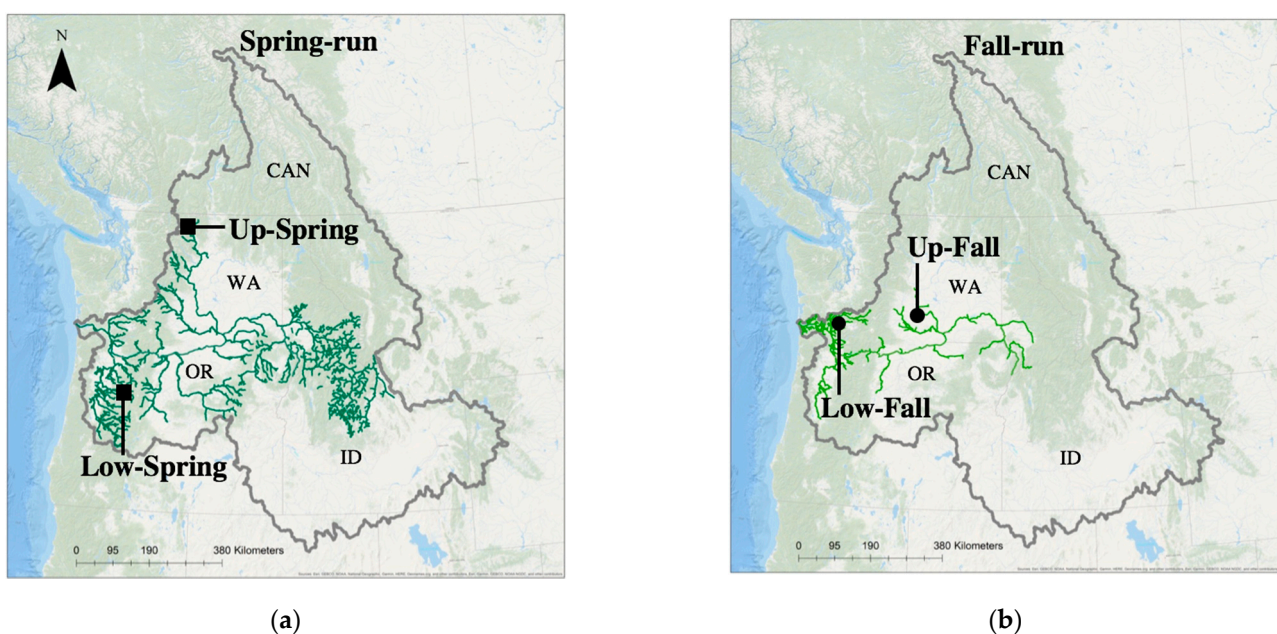 Spring-run
N
CAN
Up-Spring
WA
OR
Low-Spring
ID
0 95 190 380 Kilometers
(a)
Fall-run
CAN
Up-Fall
WA
OR
Low-Fall
ID
0 95 190 380 Kilometers
(b)